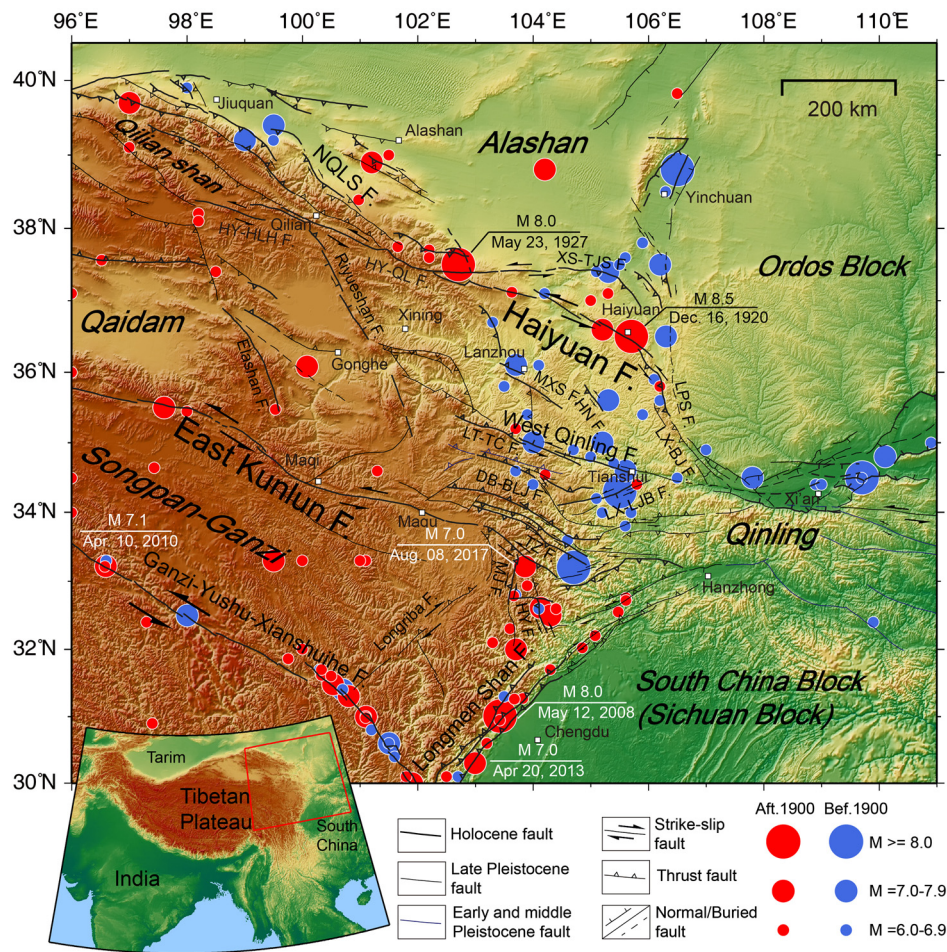 96°E 98°E 100°E 102°E 104°E 106°E 108°E 110°E
40°N
38°N
36°N
34°N
32°N
30°N
200 km
Jiuquan
Alashan
Alashan
Qilian-shan
NQLS F.
Yinchuan
M 8.0
May 23, 1927
HY-HLH F.
Qilian
HY-QL F.
XS-TJS F.
Ordos Block
Riyueshan F.
Haiyuan
M 8.5
Dec. 16, 1920
Qaidam
Xining
Haiyuan F.
Elashan F.
Gonghe
Lanzhou
MXS F.
HN F.
LPS F.
LX-BJ F.
West Qinling F.
LT-TC F.
East Kunlun F.
Maqi
Tianshui
DB-BLJ F.
LX-LJB F.
Xi'an
Songpan-Ganzi
Maqu
M 7.0
Aug. 08, 2017
Qinling
M 7.1
Apr. 10, 2010
MJ F.
HY F.
Hanzhong
Ganzi-Yushu-Xianshuihe F.
Longriba F.
Longmen Shan F.
South China Block
(Sichuan Block)
M 8.0
May 12, 2008
Chengdu
M 7.0
Apr 20, 2013
Tarim
Tibetan
Plateau
South
China
India
Holocene fault
Late Pleistocene
fault
Early and middle
Pleistocene fault
Strike-slip
fault
Thrust fault
Normal/Buried
fault
Aft.1900 Bef.1900
M >= 8.0
M =7.0-7.9
M =6.0-6.9